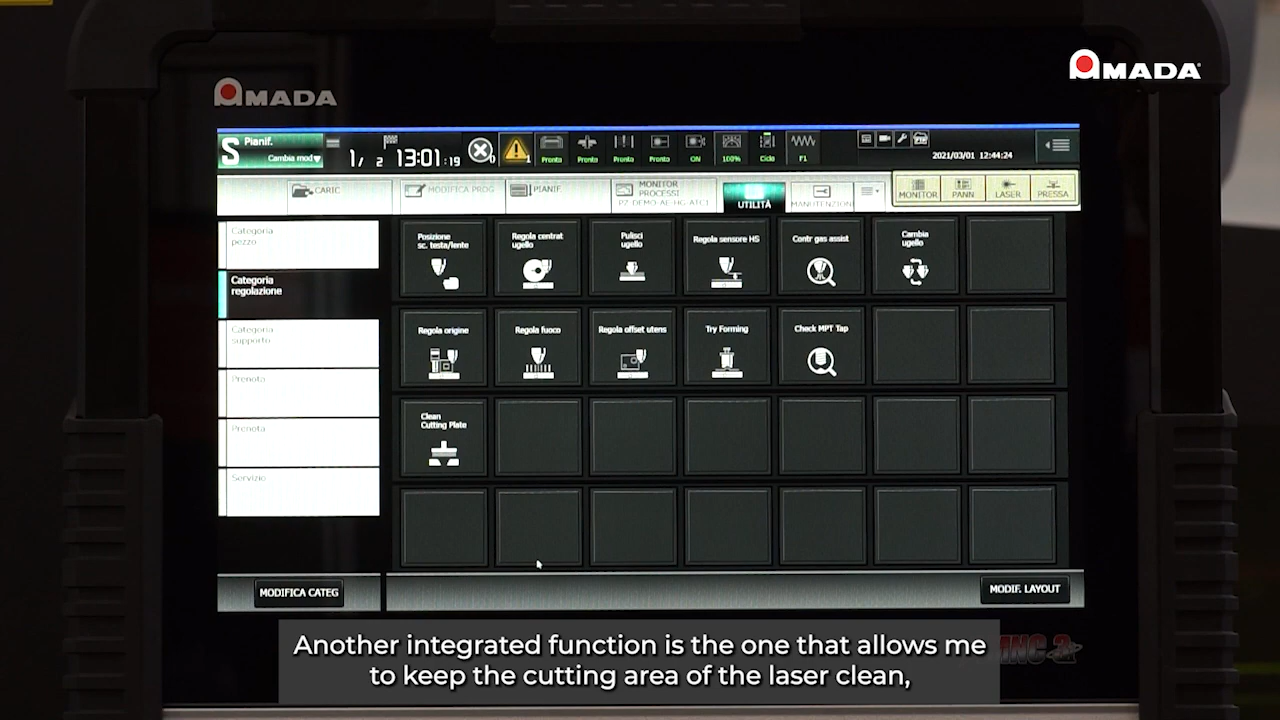 AMADA
AMADA
S Pianif.
Cambia mod
1/ 2 13:01:19
0
1
Pronto
Pronto
Pronto
Pronto
ON
100%
Ciclo
F1
2021/03/01 12:44:24
CARIC
MODIFICA PROG
PIANIF
MONITOR
PROCESSI
UTILITÀ
MANUTENZION
MONITOR
PANN
LASER
PRESSA
Categoria
pezzo
Categoria
regolazione
Categoria
supporto
Prenota
Prenota
Servizio
Posizione
sc. testa/lente
Regola centrat
ugello
Pulisci
ugello
Regola sensore HS
Contr gas assist
Cambia
ugello
Regola origine
Regola fuoco
Regola offset utens
Try Forming
Check MPT Tap
Clean
Cutting Plate
MODIFICA CATEG
MODIF. LAYOUT
Another integrated function is the one that allows me
to keep the cutting area of the laser clean,